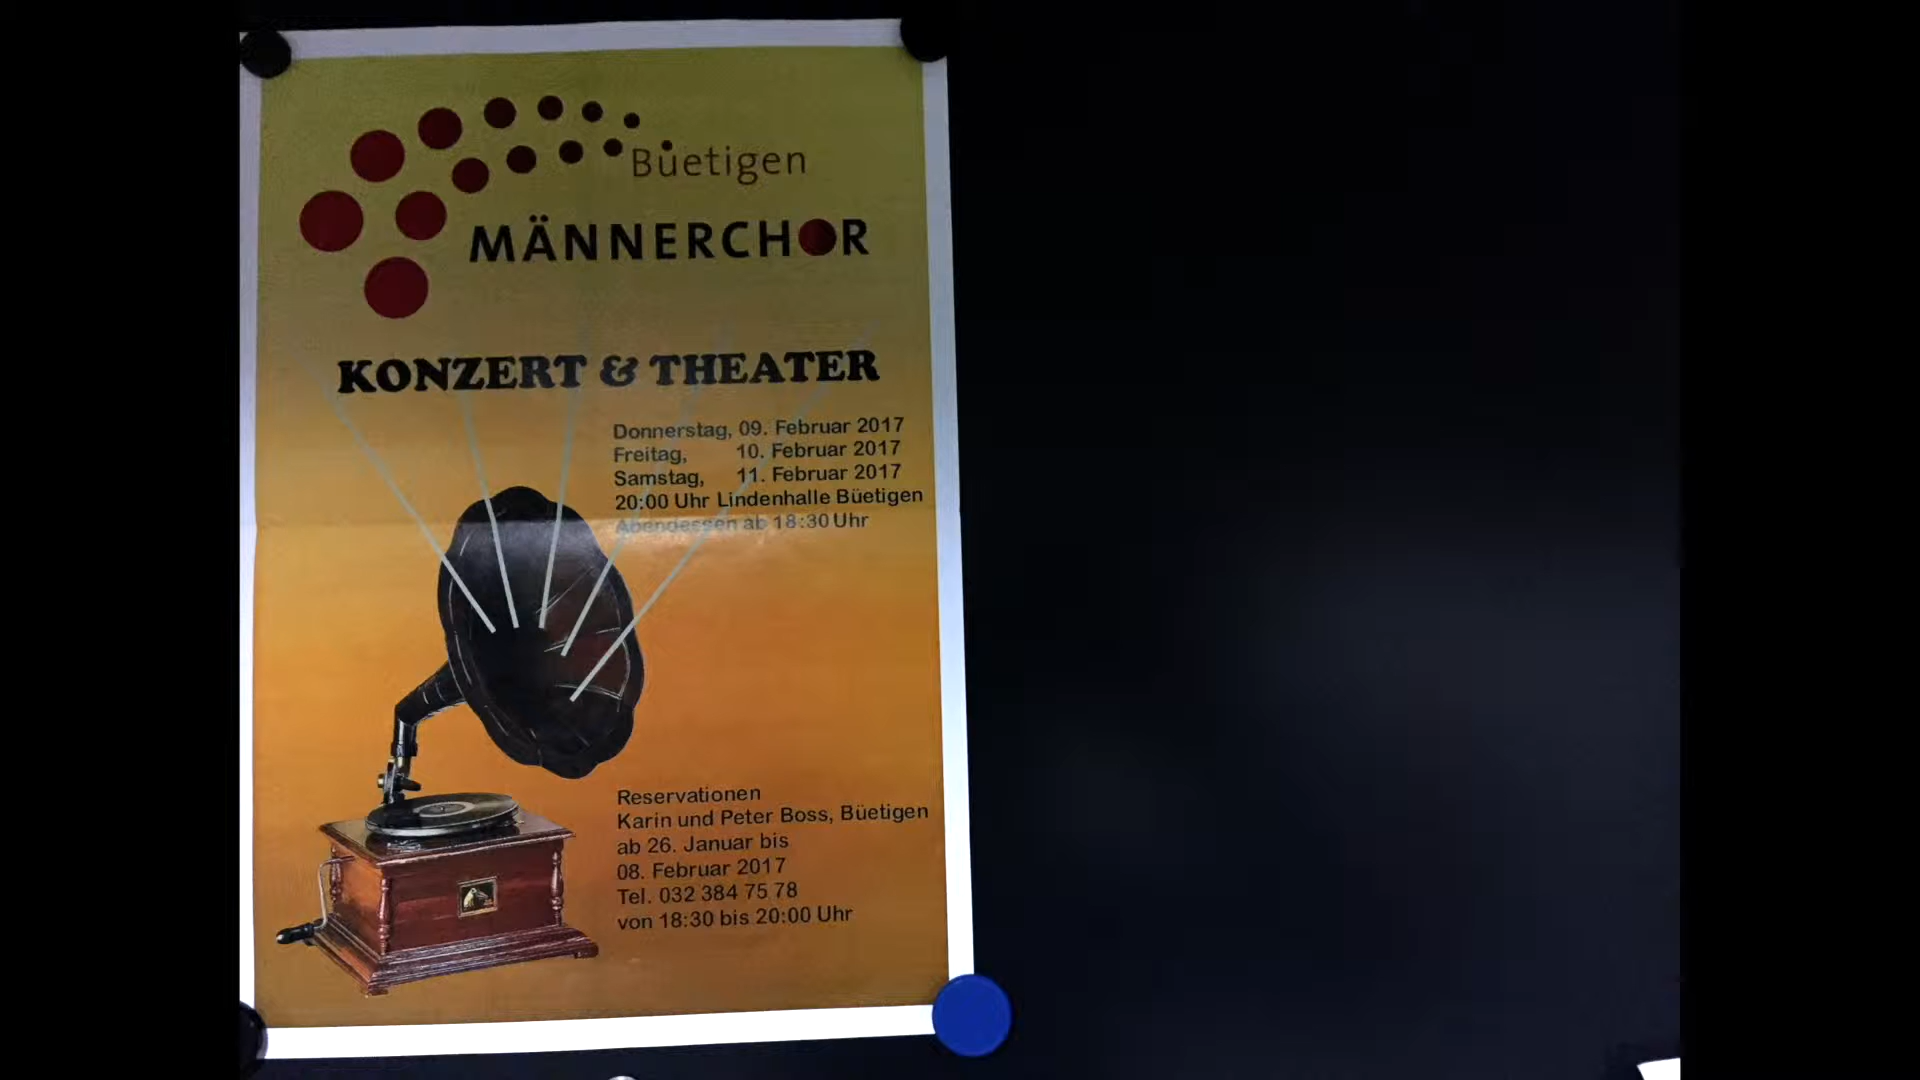 Büetigen
MÄNNERCHOR
KONZERT & THEATER
Donnerstag, 09. Februar 2017
Freitag, 10. Februar 2017
Samstag, 11. Februar 2017
20:00 Uhr Lindenhalle Büetigen
Abendessen ab 18:30 Uhr
Reservationen
Karin und Peter Boss, Büetigen
ab 26. Januar bis
08. Februar 2017
Tel. 032 384 75 78
von 18:30 bis 20:00 Uhr